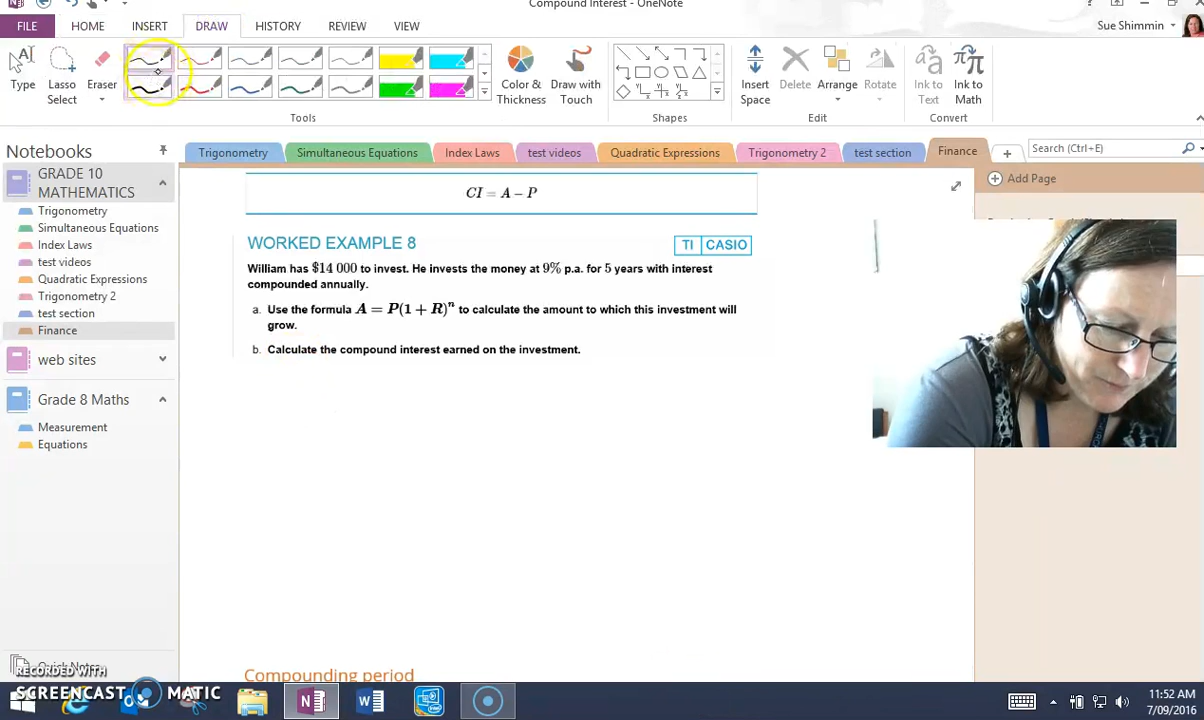 Compound Interest - OneNote
FILE HOME INSERT DRAW HISTORY REVIEW VIEW
Sue Shimmin
Type Lasso Select Eraser Color & Thickness Draw with Touch Insert Space Delete Arrange Rotate Ink to Text Ink to Math
Tools Shapes Edit Convert
Notebooks
Trigonometry Simultaneous Equations Index Laws test videos Quadratic Expressions Trigonometry 2 test section Finance Search (Ctrl+E)
GRADE 10 MATHEMATICS
Trigonometry
Simultaneous Equations
Index Laws
test videos
Quadratic Expressions
Trigonometry 2
test section
Finance
web sites
Grade 8 Maths
Measurement
Equations
Add Page
CI = A − P
WORKED EXAMPLE 8 TI CASIO
William has $14 000 to invest. He invests the money at 9% p.a. for 5 years with interest
compounded annually.
a. Use the formula A = P(1 + R)ⁿ to calculate the amount to which this investment will
grow.
b. Calculate the compound interest earned on the investment.
Compounding period
RECORDED WITH
SCREENCAST MATIC
11:52 AM
7/09/2016